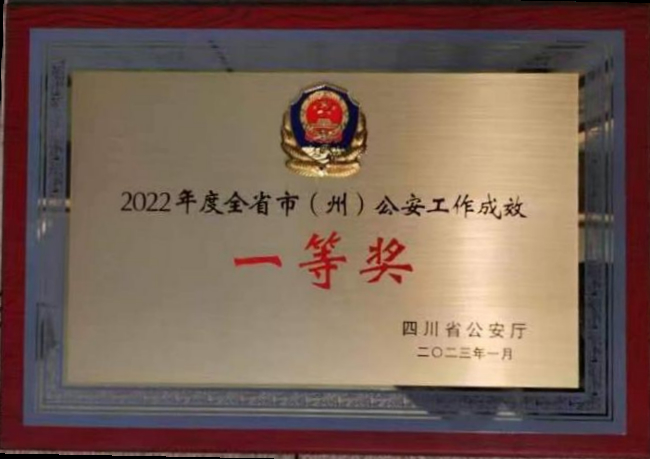 2022年度全省市（州）公安工作成效
一等奖
四川省公安厅
二〇二三年一月